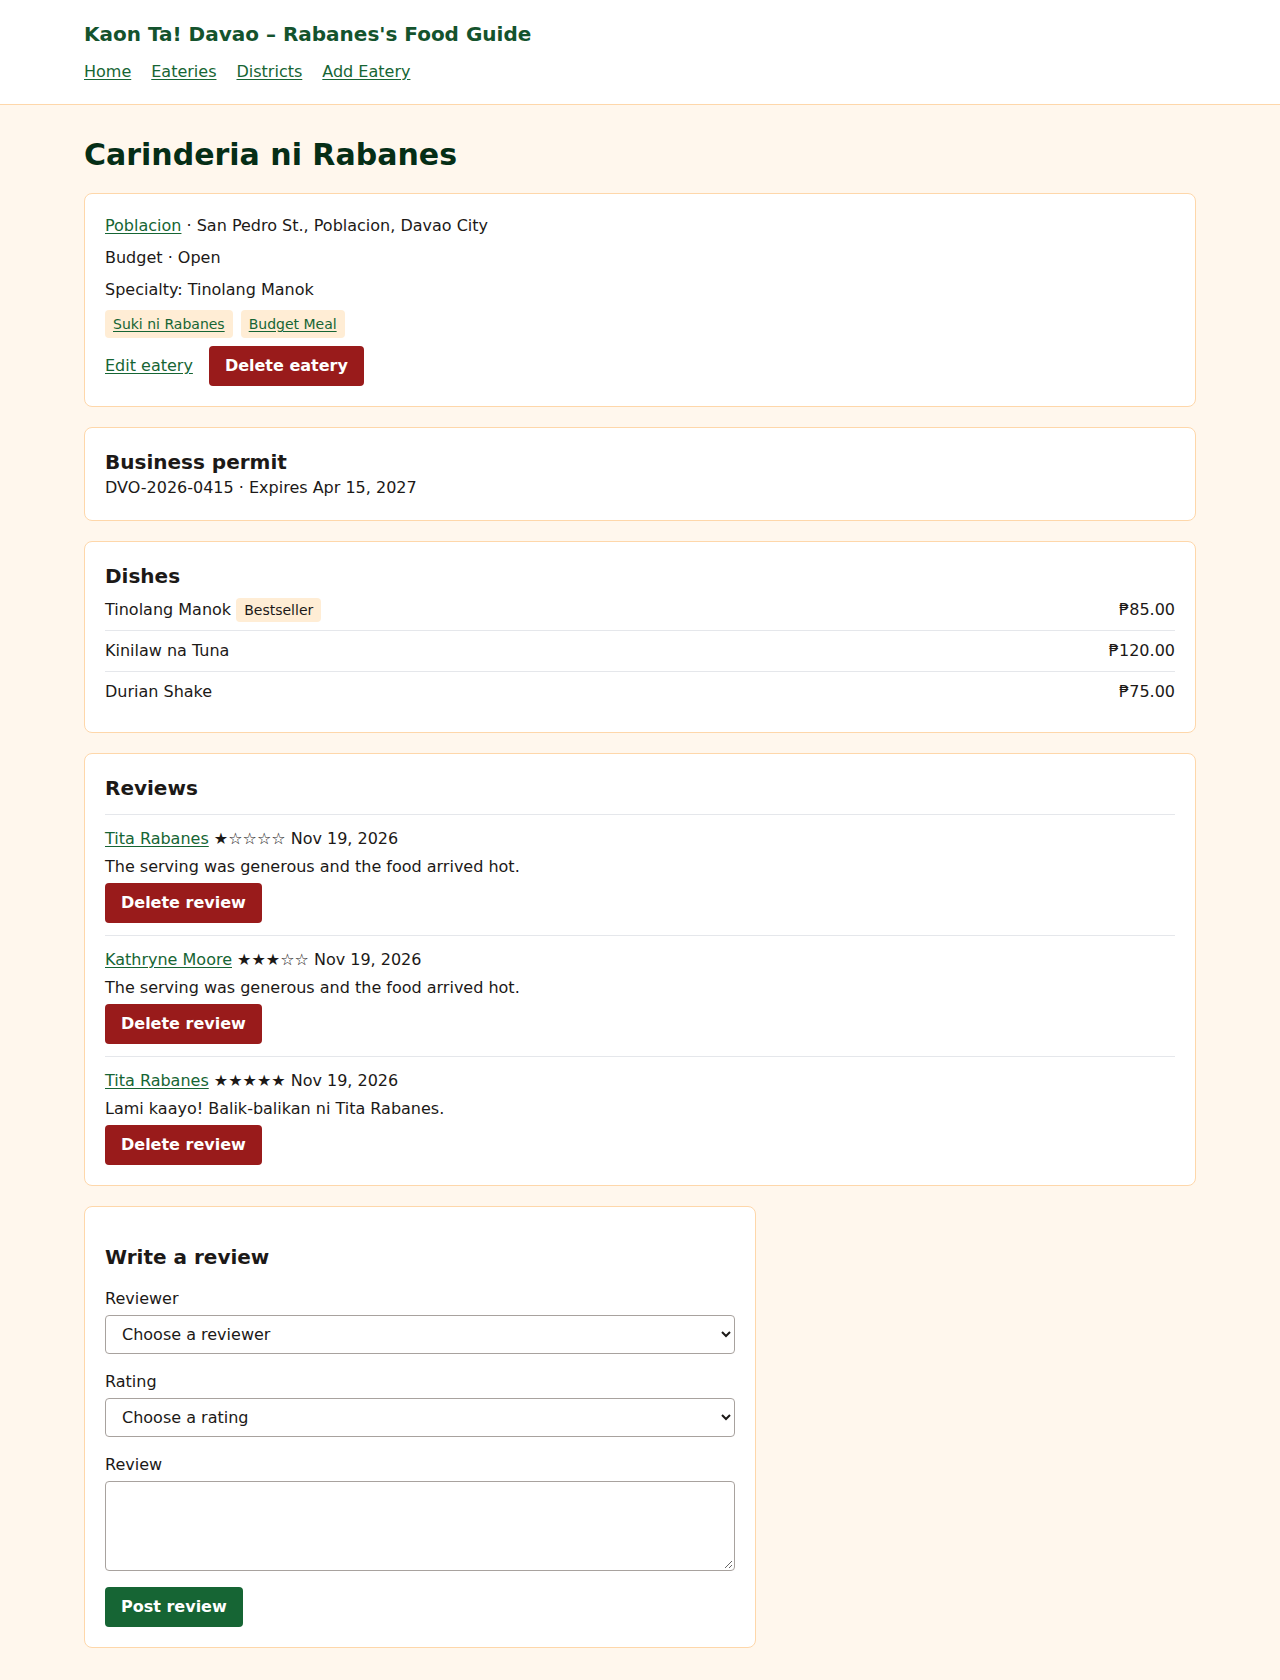 Kaon Ta! Davao – Rabanes's Food Guide
Home Eateries Districts Add Eatery
Carinderia ni Rabanes
Poblacion · San Pedro St., Poblacion, Davao City
Budget · Open
Specialty: Tinolang Manok
Suki ni Rabanes Budget Meal
Edit eatery Delete eatery
Business permit
DVO-2026-0415 · Expires Apr 15, 2027
Dishes
Tinolang Manok Bestseller ₱85.00
Kinilaw na Tuna ₱120.00
Durian Shake ₱75.00
Reviews
Tita Rabanes ★☆☆☆☆ Nov 19, 2026
The serving was generous and the food arrived hot.
Delete review
Kathryne Moore ★★★☆☆ Nov 19, 2026
The serving was generous and the food arrived hot.
Delete review
Tita Rabanes ★★★★★ Nov 19, 2026
Lami kaayo! Balik-balikan ni Tita Rabanes.
Delete review
Write a review
Reviewer
Choose a reviewer
Rating
Choose a rating
Review
Post review